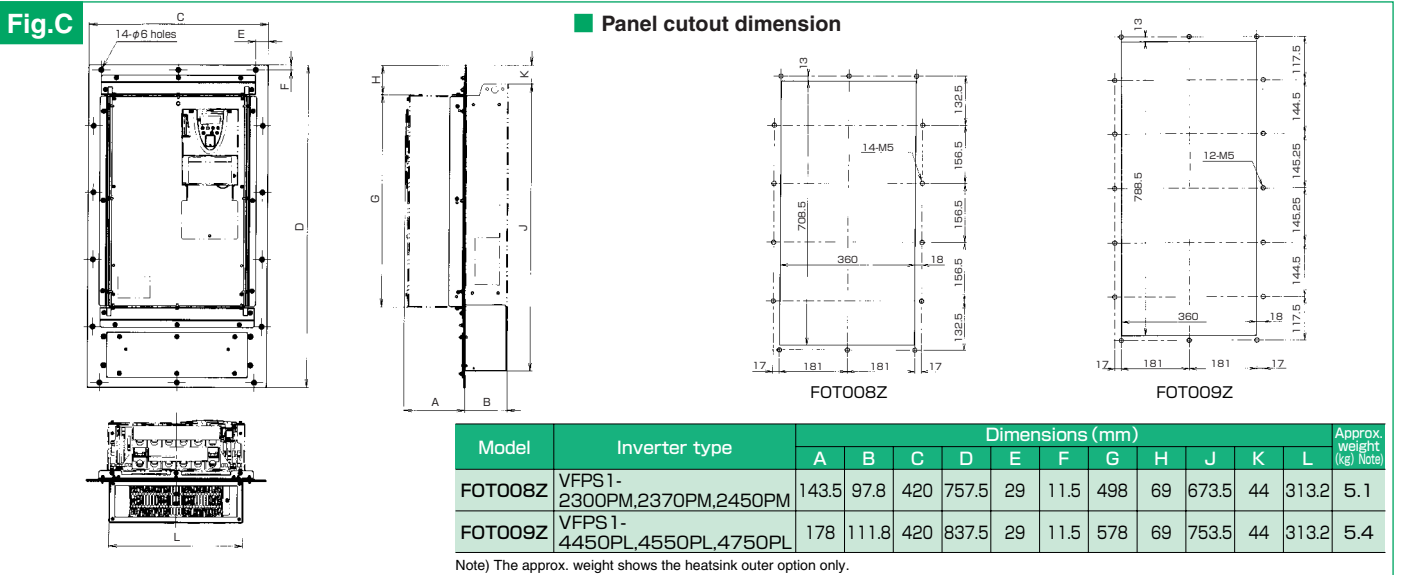 Fig.C
■ Panel cutout dimension
C
14-φ6 holes
E
F
H
K
G
D
J
A
B
L
13
132.5
156.5
14-M5
156.5
708.5
360
18
156.5
132.5
17
181
181
17
FOT008Z
13
117.5
144.5
12-M5
145.25
788.5
145.25
144.5
360
18
117.5
17
181
181
17
FOT009Z
Model Inverter type Dimensions (mm) Approx. weight (kg) Note)
A B C D E F G H J K L
FOT008Z VFPS1-
2300PM,2370PM,2450PM 143.5 97.8 420 757.5 29 11.5 498 69 673.5 44 313.2 5.1
FOT009Z VFPS1-
4450PL,4550PL,4750PL 178 111.8 420 837.5 29 11.5 578 69 753.5 44 313.2 5.4
Note) The approx. weight shows the heatsink outer option only.